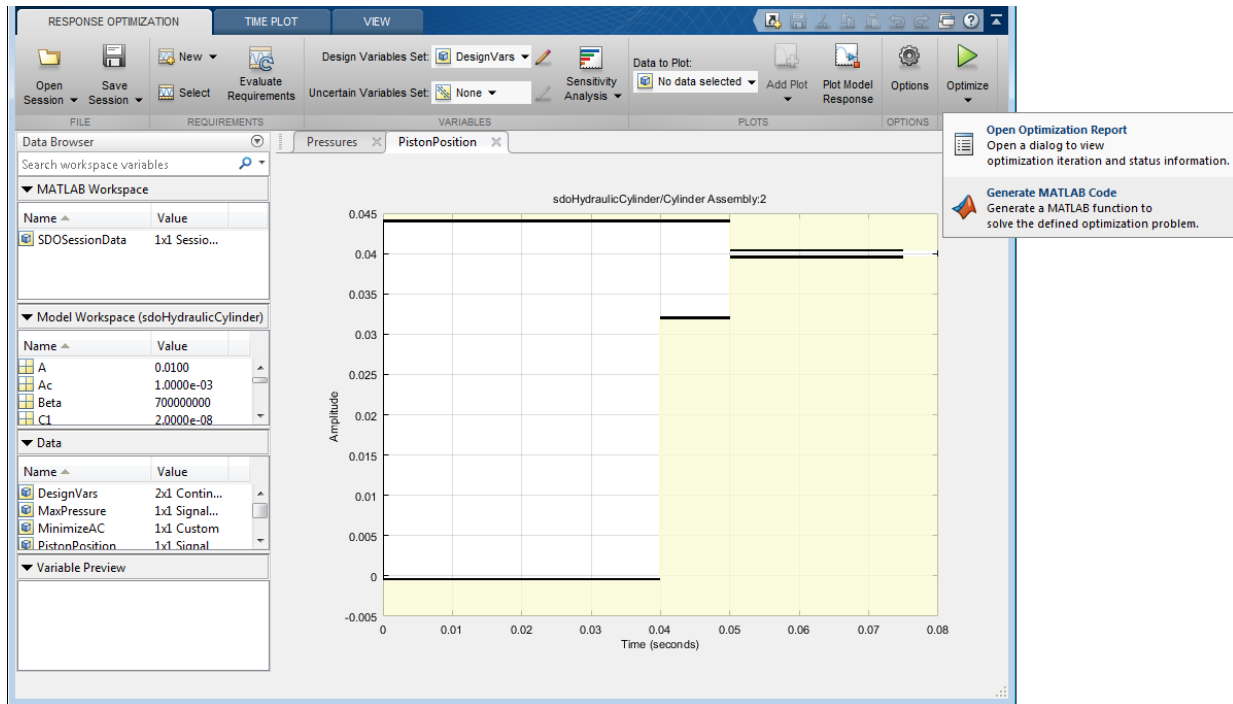 RESPONSE OPTIMIZATION
TIME PLOT
VIEW
Open Session
Save Session
New
Select
Evaluate Requirements
Design Variables Set: DesignVars
Uncertain Variables Set: None
Sensitivity Analysis
Data to Plot:
No data selected
Add Plot
Plot Model Response
Options
Optimize
FILE
REQUIREMENTS
VARIABLES
PLOTS
OPTIONS
Open Optimization Report
Open a dialog to view
optimization iteration and status information.
Generate MATLAB Code
Generate a MATLAB function to
solve the defined optimization problem.
Data Browser
Search workspace variables
MATLAB Workspace
Name Value
SDOSessionData 1x1 Sessio...
Model Workspace (sdoHydraulicCylinder)
Name Value
A 0.0100
Ac 1.0000e-03
Beta 700000000
C1 2.0000e-08
Data
Name Value
DesignVars 2x1 Contin...
MaxPressure 1x1 Signal...
MinimizeAC 1x1 Custom
PistonPosition 1x1 Signal
Variable Preview
Pressures
PistonPosition
sdoHydraulicCylinder/Cylinder Assembly:2
Amplitude
0.045
0.04
0.035
0.03
0.025
0.02
0.015
0.01
0.005
0
-0.005
0 0.01 0.02 0.03 0.04 0.05 0.06 0.07 0.08
Time (seconds)